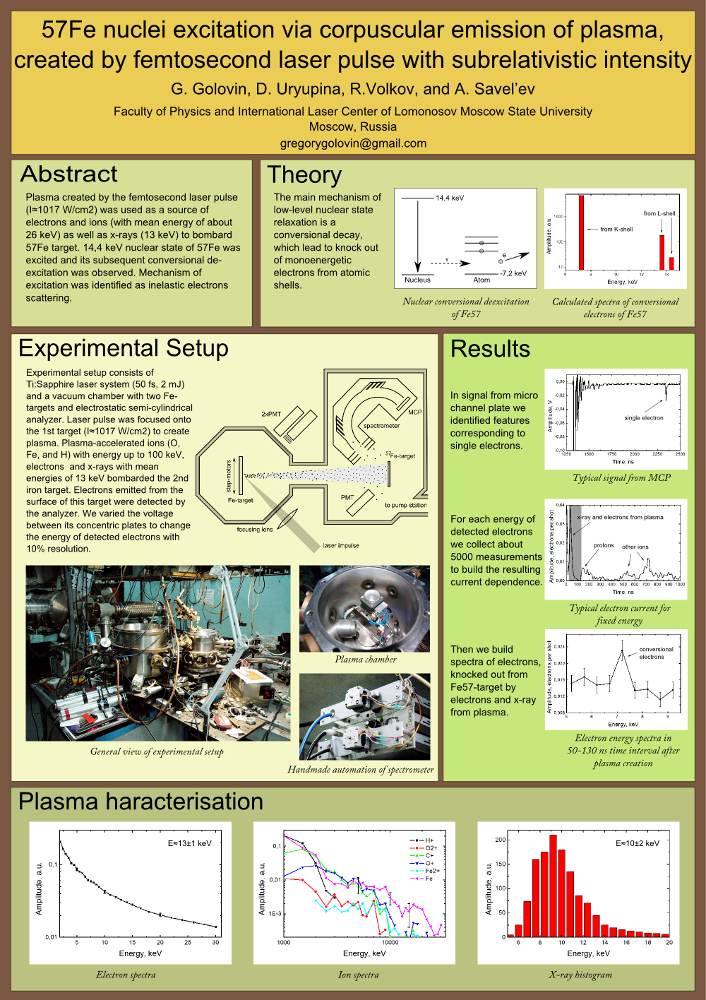 57Fe nuclei excitation via corpuscular emission of plasma,
created by femtosecond laser pulse with subrelativistic intensity
G. Golovin, D. Uryupina, R.Volkov, and A. Savel'ev
Faculty of Physics and International Laser Center of Lomonosov Moscow State University
Moscow, Russia
gregorygolovin@gmail.com
Abstract
Plasma created by the femtosecond laser pulse
(I≈1017 W/cm2) was used as a source of
electrons and ions (with mean energy of about
26 keV) as well as x-rays (13 keV) to bombard
57Fe target. 14,4 keV nuclear state of 57Fe was
excited and its subsequent conversional de-
excitation was observed. Mechanism of
excitation was identified as inelastic electrons
scattering.
Theory
The main mechanism of
low-level nuclear state
relaxation is a
conversional decay,
which lead to knock out
of monoenergetic
electrons from atomic
shells.
14,4 keV
γ
e
-7,2 keV
Nucleus
Atom
Nuclear conversional deexcitation
of Fe57
Amplitude, a.u.
1000
100
10
from L-shell
from K-shell
6 8 10 12 14
Energy, keV
Calculated spectra of conversional
electrons of Fe57
Experimental Setup
Experimental setup consists of
Ti:Sapphire laser system (50 fs, 2 mJ)
and a vacuum chamber with two Fe-
targets and electrostatic semi-cylindrical
analyzer. Laser pulse was focused onto
the 1st target (I≈1017 W/cm2) to create
plasma. Plasma-accelerated ions (O,
Fe, and H) with energy up to 100 keV,
electrons and x-rays with mean
energies of 13 keV bombarded the 2nd
iron target. Electrons emitted from the
surface of this target were detected by
the analyzer. We varied the voltage
between its concentric plates to change
the energy of detected electrons with
10% resolution.
2xPMT
MCP
spectrometer
57Fe-target
step-motors
Fe-target
PMT
to pump station
focusing lens
laser impulse
General view of experimental setup
Plasma chamber
Handmade automation of spectrometer
Results
In signal from micro
channel plate we
identified features
corresponding to
single electrons.
Amplitude, V
0,00
-0,02
-0,04
-0,06
-0,08
-0,10
single electron
1250 1500 1750 2000 2250 2500
Time, ns
Typical signal from MCP
For each energy of
detected electrons
we collect about
5000 measurements
to build the resulting
current dependence.
Amplitude, electrons per shot
0.04
0.03
0.02
0.01
0.00
x-ray and electrons from plasma
protons
other ions
0 100 200 300 400 500 600 700 800 900 1000
Time, ns
Typical electron current for
fixed energy
Then we build
spectra of electrons,
knocked out from
Fe57-target by
electrons and x-ray
from plasma.
Amplitude, electrons per shot
0.024
0.020
0.016
0.012
0.008
conversional
electrons
5 6 7 8 9
Energy, keV
Electron energy spectra in
50-130 ns time interval after
plasma creation
Plasma haracterisation
Amplitude, a.u.
0,1
0,01
E≈13±1 keV
5 10 15 20 25 30
Energy, keV
Electron spectra
Amplitude, a.u.
0,1
0,01
1E-3
H+
O2+
C+
O+
Fe2+
Fe
1000 10000
Energy, keV
Ion spectra
Amplitude, a.u.
200
150
100
50
0
E≈10±2 keV
6 8 10 12 14 16 18 20
Energy, keV
X-ray histogram